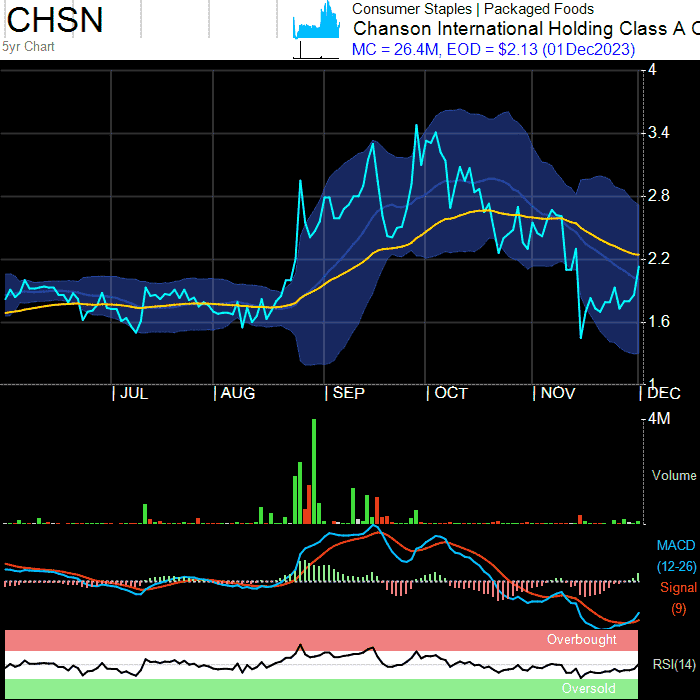 CHSN
Consumer Staples | Packaged Foods
Chanson International Holding Class A O
5yr Chart
MC = 26.4M, EOD = $2.13 (01Dec2023)
4
3.4
2.8
2.2
1.6
1
JUL
AUG
SEP
OCT
NOV
DEC
4M
Volume
MACD
(12-26)
Signal
(9)
Overbought
RSI(14)
Oversold